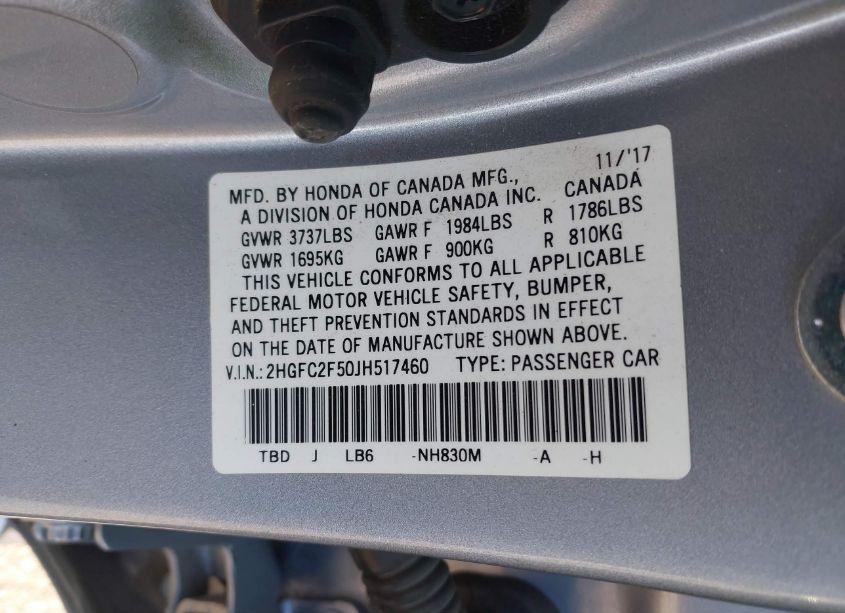 MFD. BY HONDA OF CANADA MFG., 11/'17
A DIVISION OF HONDA CANADA INC. CANADA
GVWR 3737LBS GAWR F 1984LBS R 1786LBS
GVWR 1695KG GAWR F 900KG R 810KG
THIS VEHICLE CONFORMS TO ALL APPLICABLE
FEDERAL MOTOR VEHICLE SAFETY, BUMPER,
AND THEFT PREVENTION STANDARDS IN EFFECT
ON THE DATE OF MANUFACTURE SHOWN ABOVE.
V.I.N.: 2HGFC2F50JH517460 TYPE: PASSENGER CAR
TBD J LB6 -NH830M -A -H